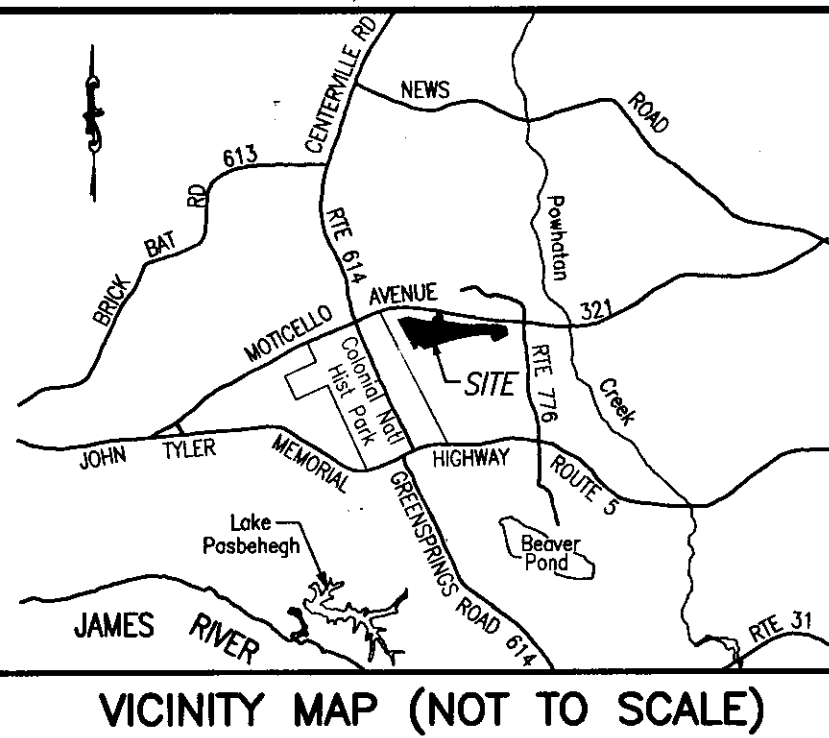 CENTERVILLE RD
NEWS ROAD
613
BRICK BAT RD
RTE 614
Powhatan Creek
MOTICELLO AVENUE
321
SITE
RTE 776
Colonial Natl
Hist Park
JOHN TYLER MEMORIAL HIGHWAY ROUTE 5
GREENSPRINGS ROAD 614
Lake
Pasbehegh
Beaver
Pond
JAMES RIVER
RTE 31
VICINITY MAP (NOT TO SCALE)